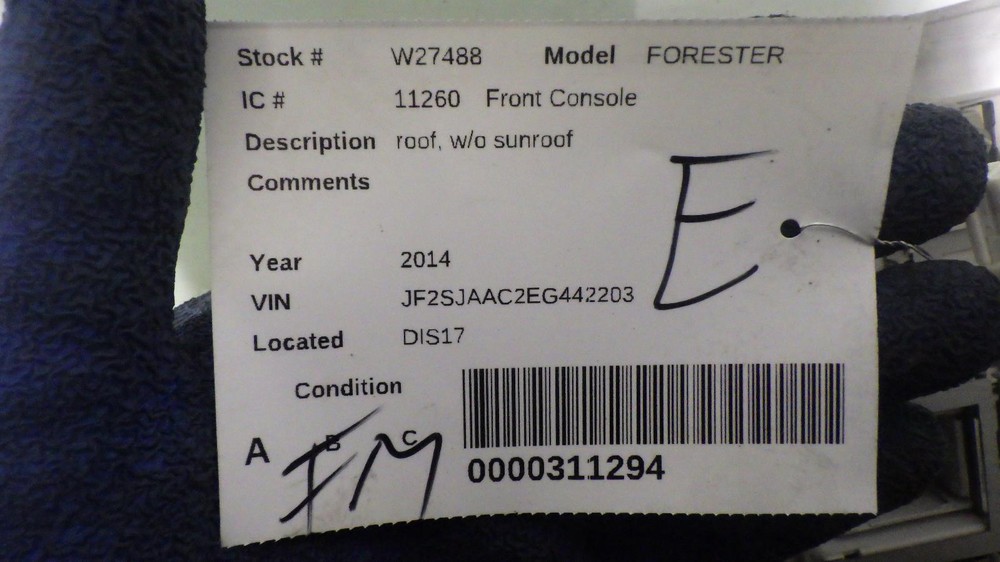 Stock # W27488 Model FORESTER
IC # 11260 Front Console
Description roof, w/o sunroof
Comments
E
Year 2014
VIN JF2SJAAC2EG442203
Located DIS17
Condition
A B C
0000311294